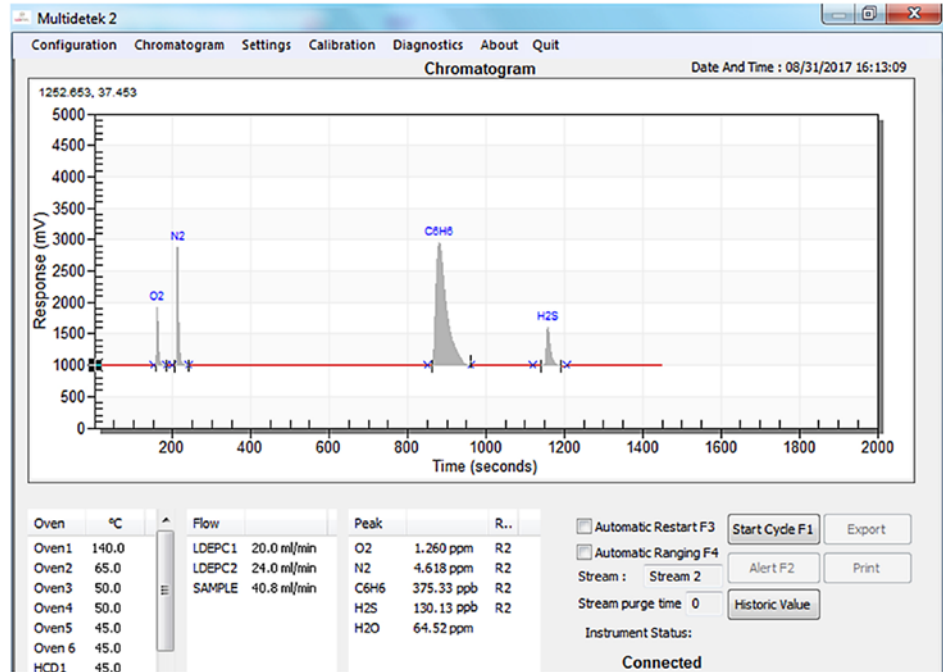 Multidetek 2
Configuration Chromatogram Settings Calibration Diagnostics About Quit
Chromatogram
Date And Time : 08/31/2017 16:13:09
1252.653, 37.453
5000
4500
4000
3500
3000
2500
2000
1500
1000
500
0
Response (mV)
O2
N2
C6H6
H2S
200 400 600 800 1000 1200 1400 1600 1800 2000
Time (seconds)
Oven °C
Oven1 140.0
Oven2 65.0
Oven3 50.0
Oven4 50.0
Oven5 45.0
Oven 6 45.0
HCD1 45.0
Flow
LDEPC1 20.0 ml/min
LDEPC2 24.0 ml/min
SAMPLE 40.8 ml/min
Peak R..
O2 1.260 ppm R2
N2 4.618 ppm R2
C6H6 375.33 ppb R2
H2S 130.13 ppb R2
H2O 64.52 ppm
Automatic Restart F3
Automatic Ranging F4
Stream : Stream 2
Stream purge time 0
Start Cycle F1 Export
Alert F2 Print
Historic Value
Instrument Status:
Connected